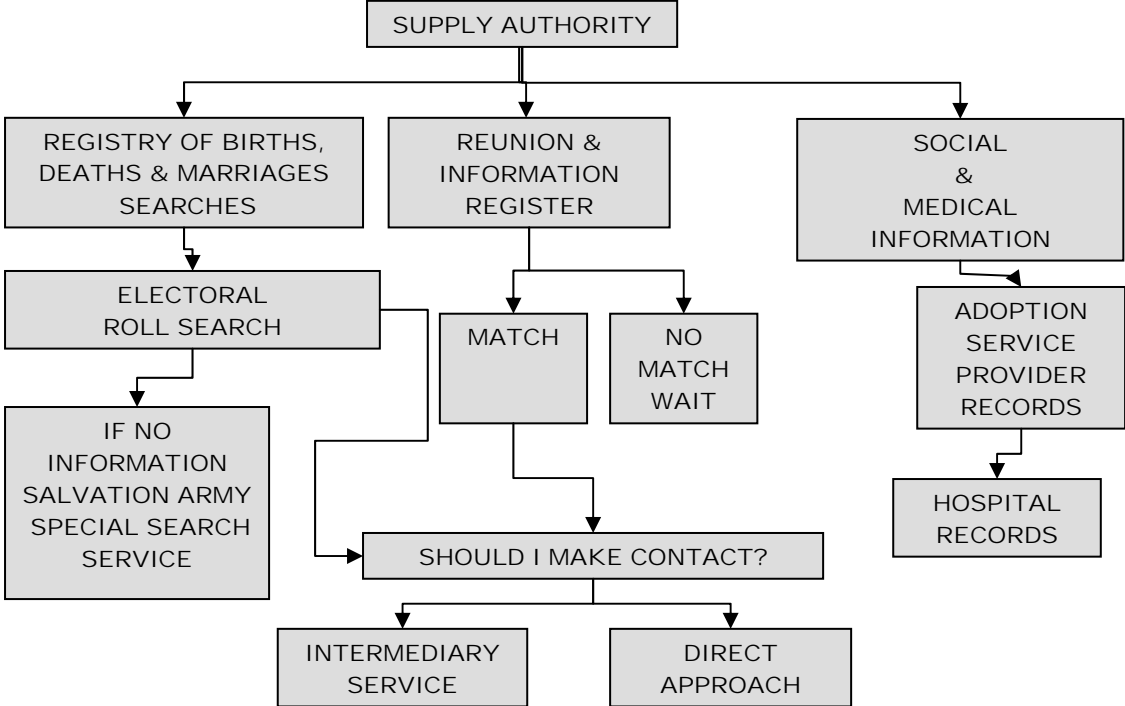 SUPPLY AUTHORITY
REGISTRY OF BIRTHS,
DEATHS & MARRIAGES
SEARCHES
REUNION &
INFORMATION
REGISTER
SOCIAL
&
MEDICAL
INFORMATION
ELECTORAL
ROLL SEARCH
MATCH
NO
MATCH
WAIT
ADOPTION
SERVICE
PROVIDER
RECORDS
IF NO
INFORMATION
SALVATION ARMY
SPECIAL SEARCH
SERVICE
HOSPITAL
RECORDS
SHOULD I MAKE CONTACT?
INTERMEDIARY
SERVICE
DIRECT
APPROACH